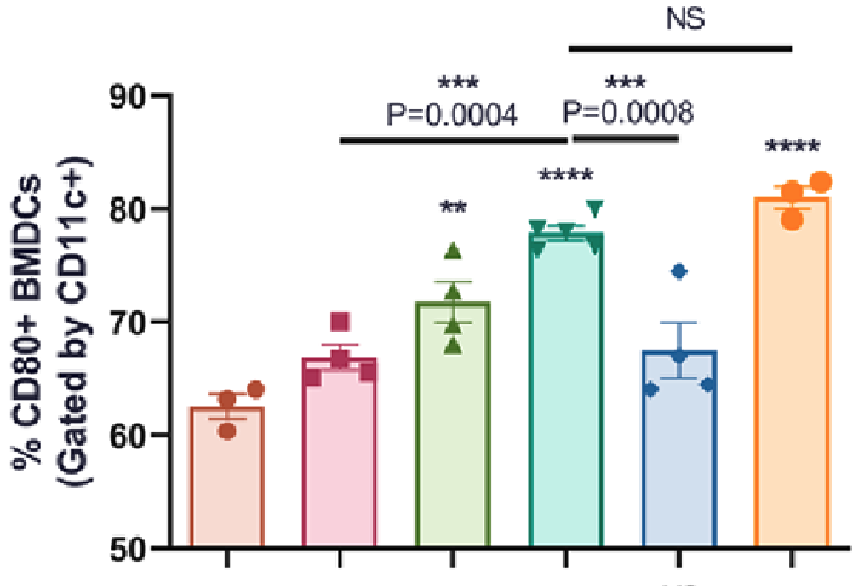 NS
***
***
P=0.0004
P=0.0008
****
****
**
90
80
70
60
50
% CD80+ BMDCs
(Gated by CD11c+)